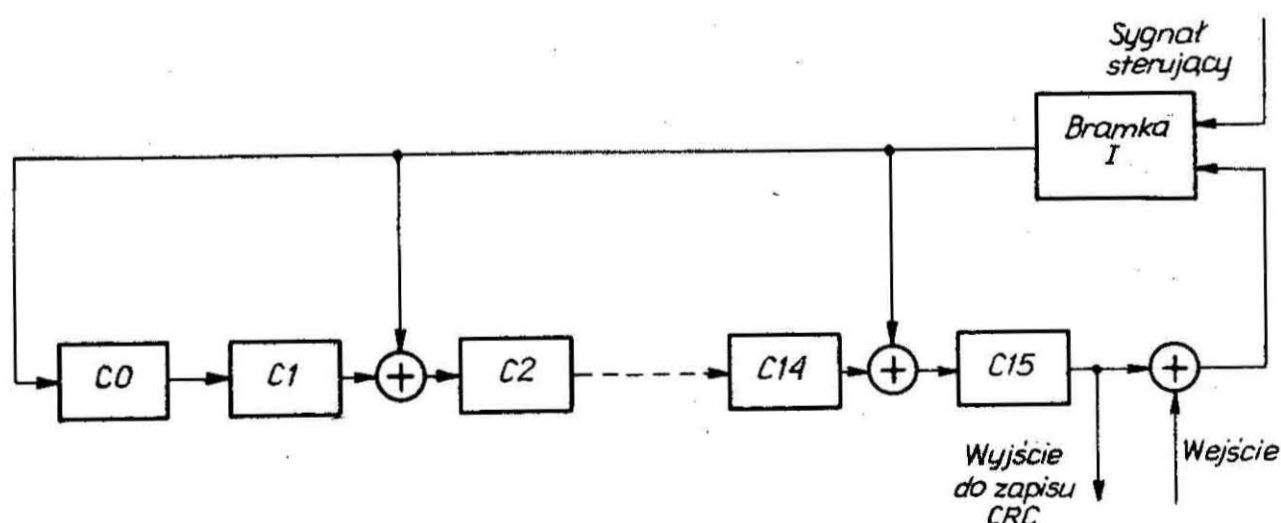 Sygnał
sterujący
Bramka
I
C0
C1
C2
C14
C15
Wyjście
do zapisu
CRC
Wejście